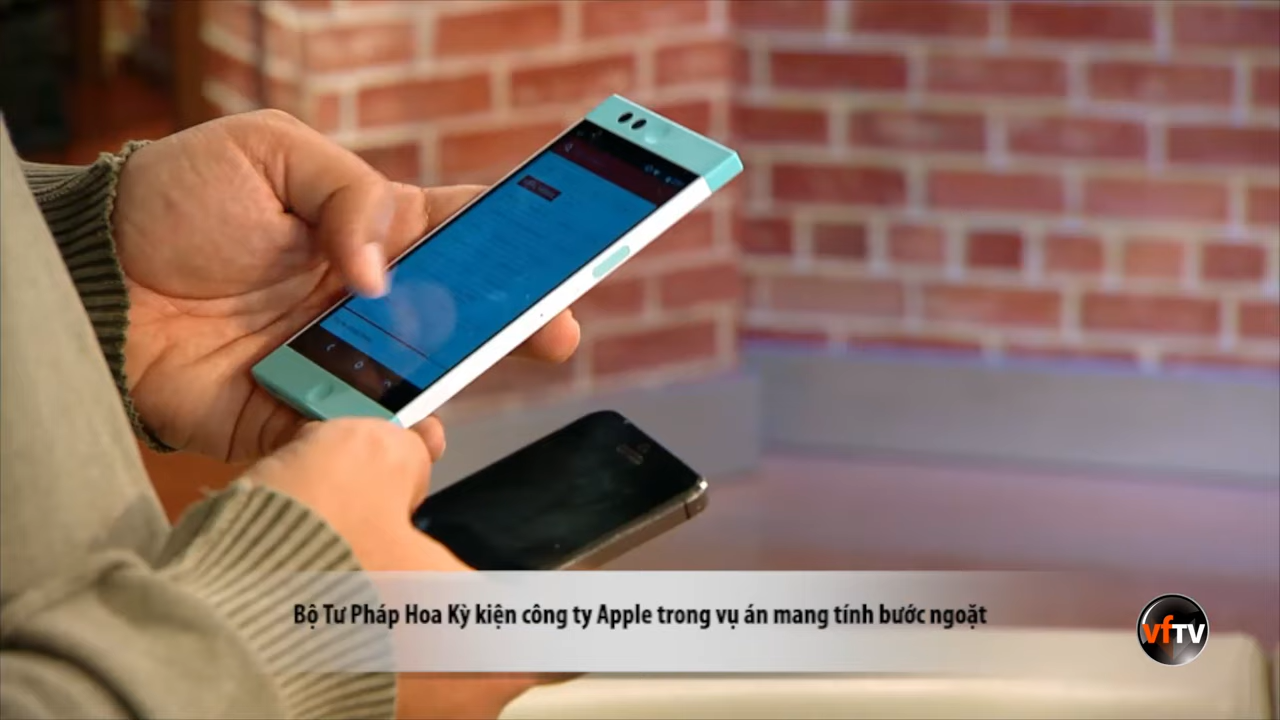 Bộ Tư Pháp Hoa Kỳ kiện công ty Apple trong vụ án mang tính bước ngoặt
vfTV